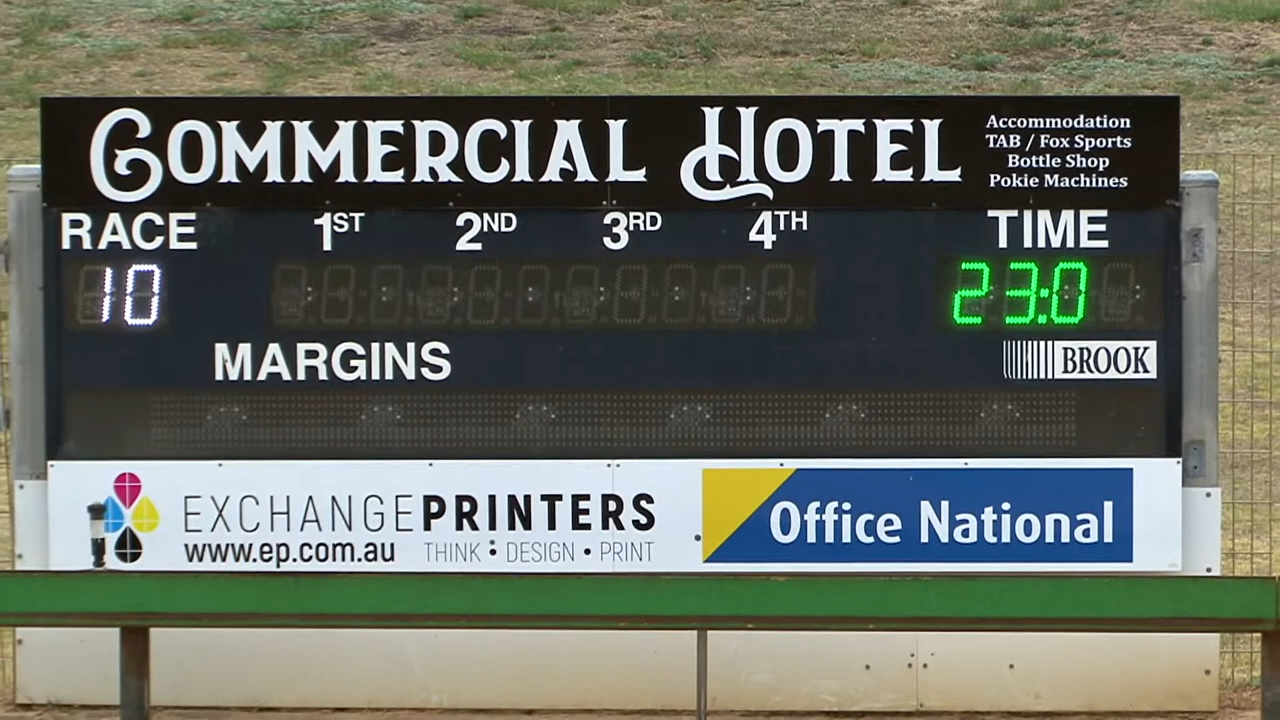 COMMERCIAL HOTEL
Accommodation
TAB / Fox Sports
Bottle Shop
Pokie Machines
RACE 1ST 2ND 3RD 4TH TIME
10 23:0
MARGINS
BROOK
EXCHANGEPRINTERS
www.ep.com.au THINK • DESIGN • PRINT
Office National